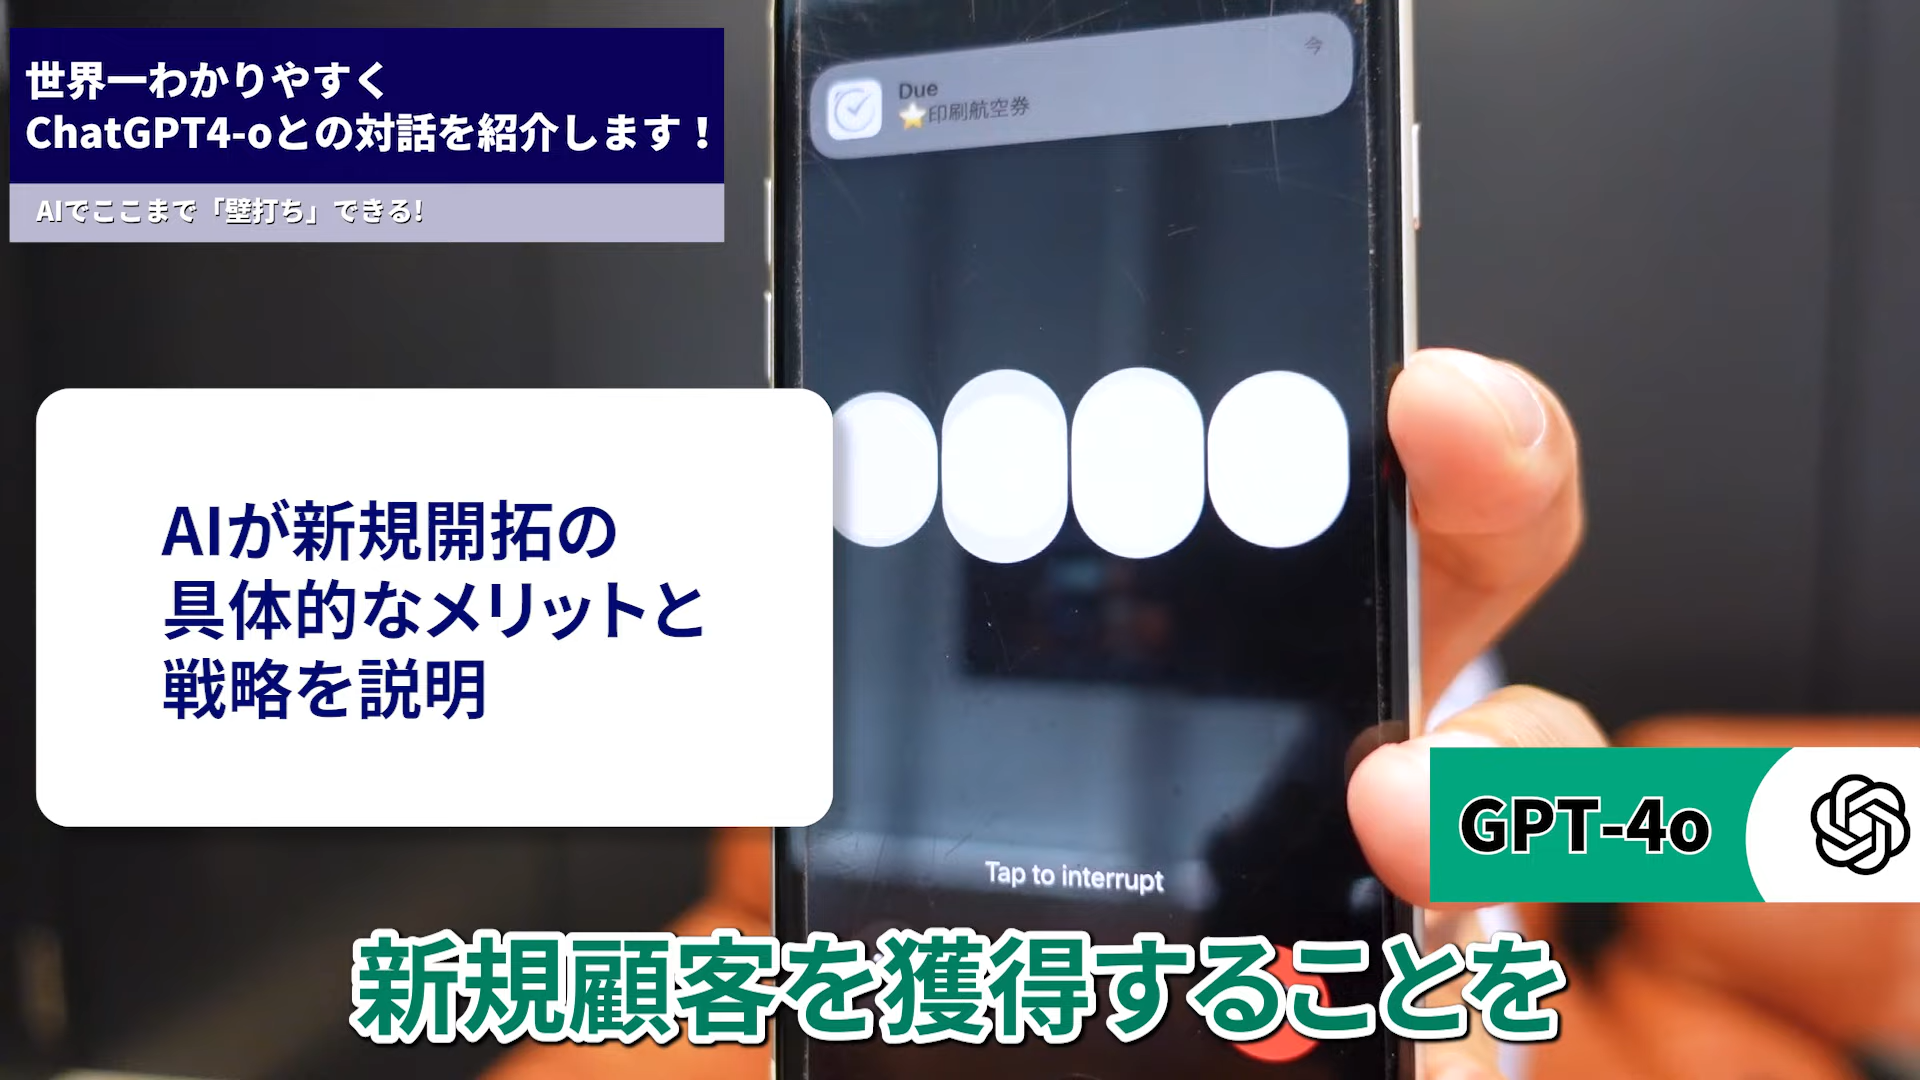 世界一わかりやすく
ChatGPT4-oとの対話を紹介します！
AIでここまで「壁打ち」できる!
今
Due
⭐印刷航空券
AIが新規開拓の
具体的なメリットと
戦略を説明
Tap to interrupt
GPT-4o
新規顧客を獲得することを